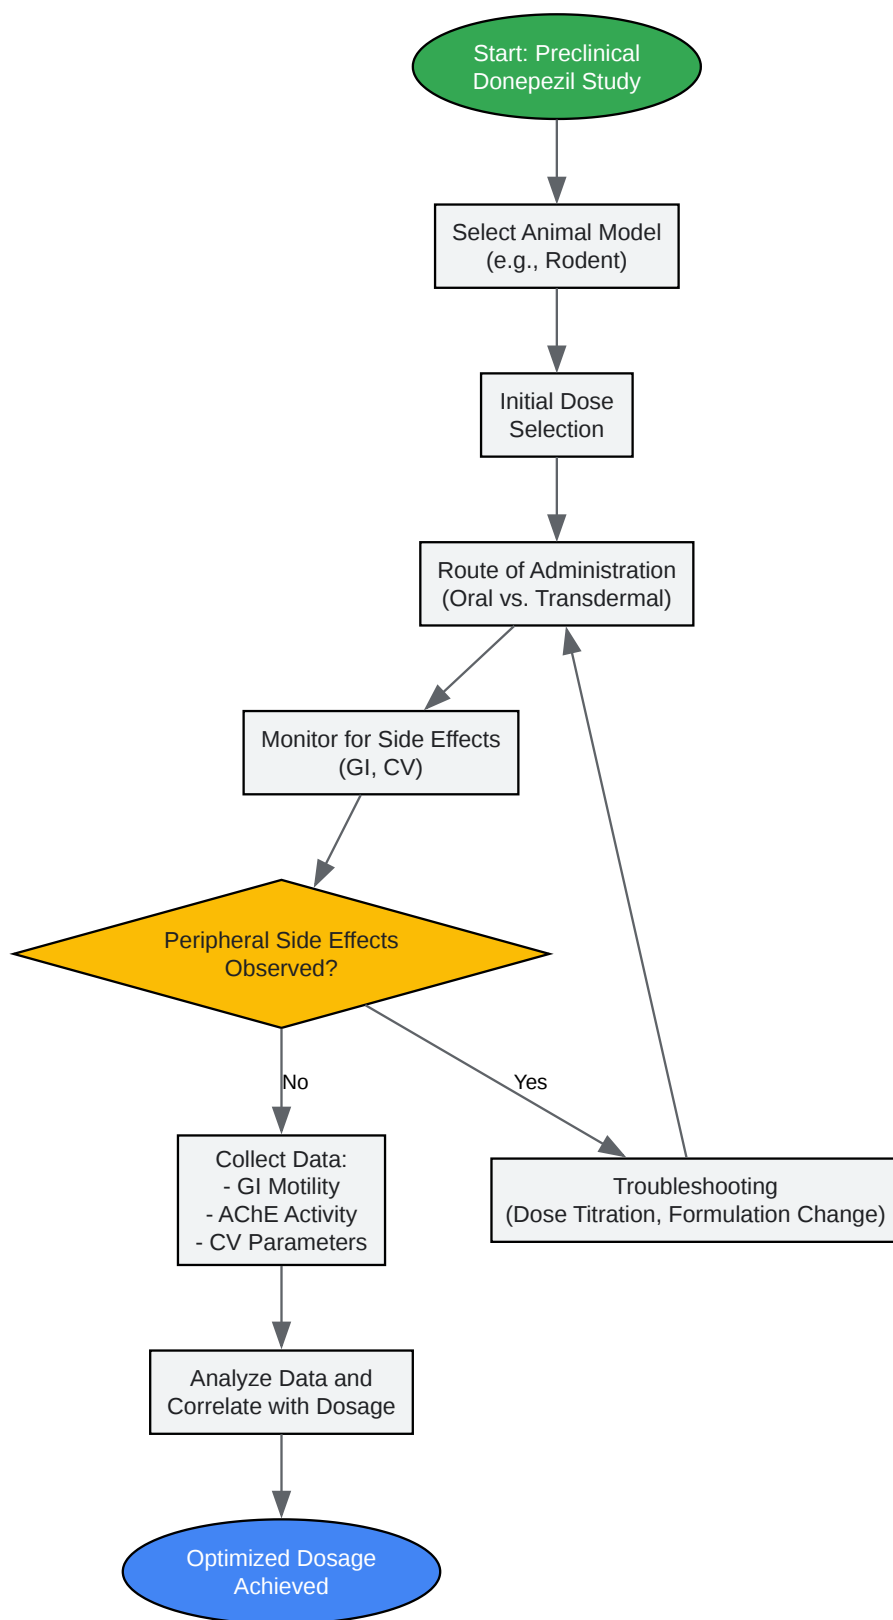 Start: Preclinical
Donepezil Study
Select Animal Model
(e.g., Rodent)
Initial Dose
Selection
Route of Administration
(Oral vs. Transdermal)
Monitor for Side Effects
(GI, CV)
Peripheral Side Effects
Observed?
No
Yes
Collect Data:
- GI Motility
- AChE Activity
- CV Parameters
Troubleshooting
(Dose Titration, Formulation Change)
Analyze Data and
Correlate with Dosage
Optimized Dosage
Achieved